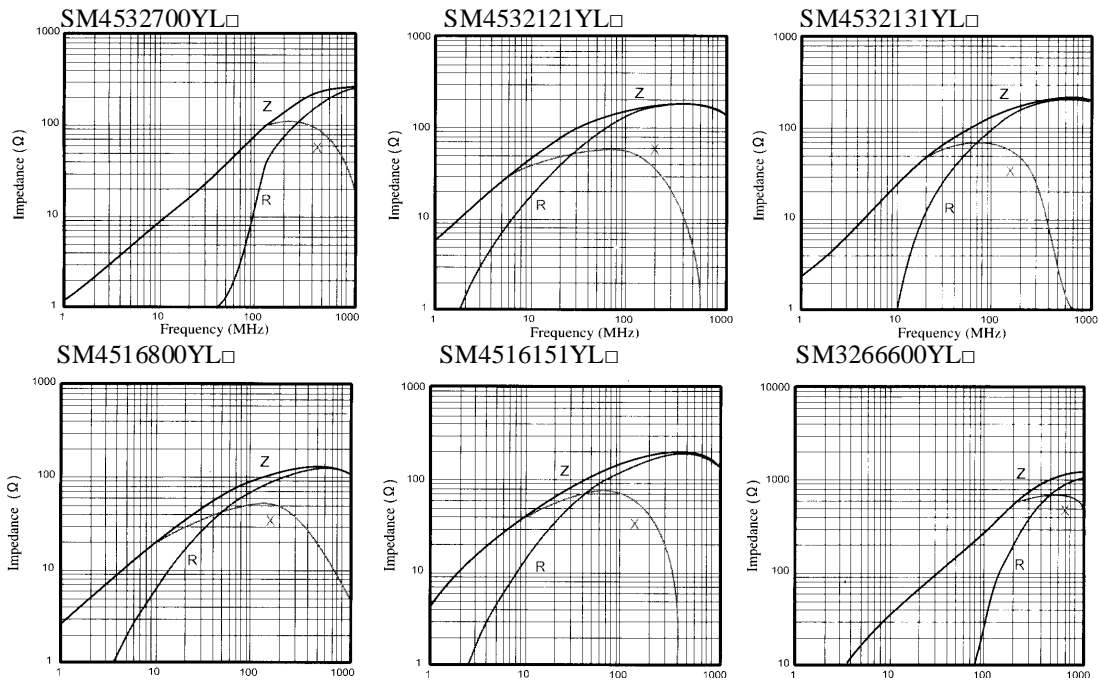 SM4532700YL□
1000
100
10
1
Impedance ( Ω )
Z
X
R
1 10 100 1000
Frequency (MHz)
SM4532121YL□
1000
100
10
1
Impedance ( Ω )
Z
X
R
1 10 100 1000
Frequency (MHz)
SM4532131YL□
1000
100
10
1
Impedance ( Ω )
Z
X
R
1 10 100 1000
Frequency (MHz)
SM4516800YL□
1000
100
10
1
Impedance ( Ω )
Z
X
R
1 10 100 1000
SM4516151YL□
1000
100
10
1
Impedance ( Ω )
Z
X
R
1 10 100 1000
SM3266600YL□
10000
1000
100
10
Impedance ( Ω )
Z
X
R
1 10 100 1000